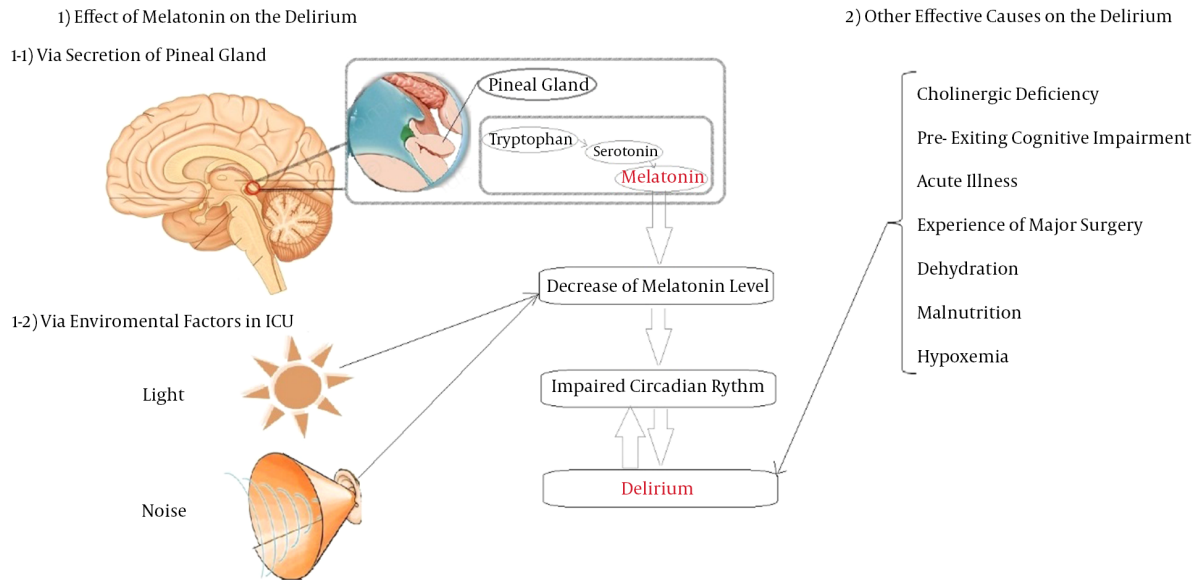 1) Effect of Melatonin on the Delirium
1-1) Via Secretion of Pineal Gland
Pineal Gland
Tryptophan
Serotonin
Melatonin
Decrease of Melatonin Level
1-2) Via Enviromental Factors in ICU
Light
Noise
Impaired Circadian Rythm
Delirium
2) Other Effective Causes on the Delirium
Cholinergic Deficiency
Pre- Exiting Cognitive Impairment
Acute Illness
Experience of Major Surgery
Dehydration
Malnutrition
Hypoxemia